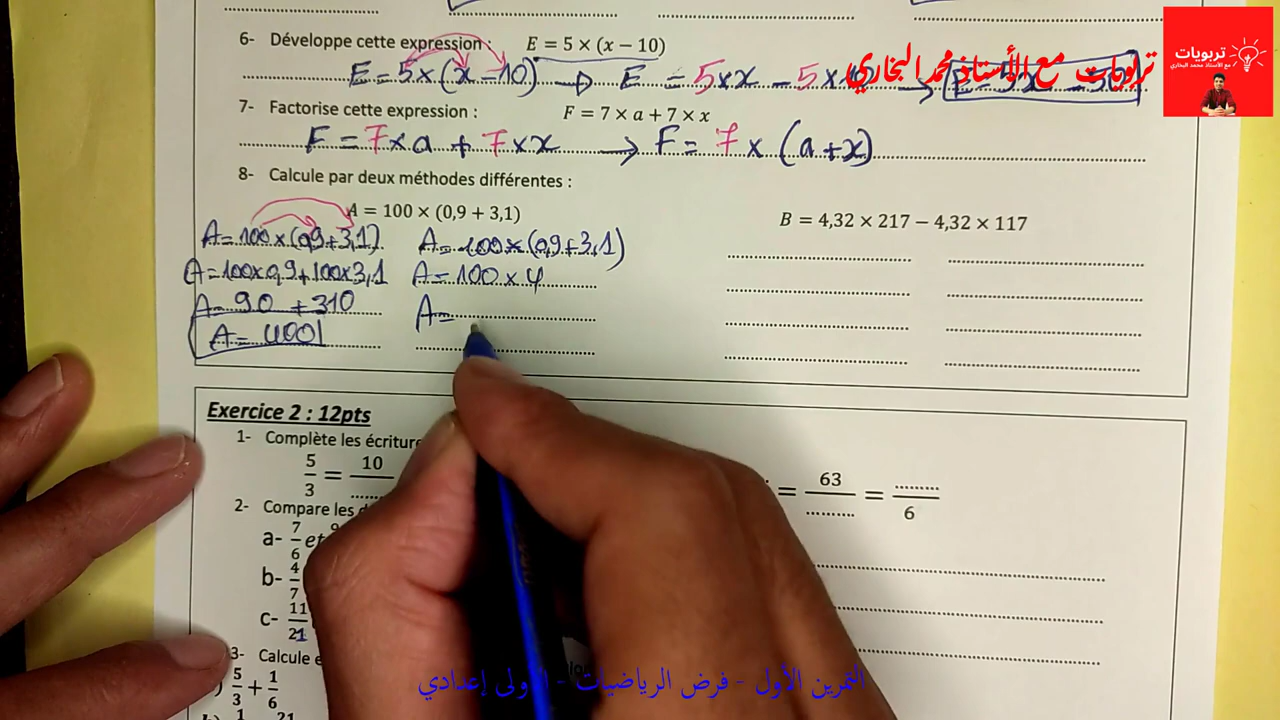 6- Développe cette expression : E = 5 × (x − 10)
E = 5 × (x − 10) → E = 5 × x − 5 ×
تربويات مع الأستاذ محمد البخاري
تربويات
مع الأستاذ محمد البخاري
7- Factorise cette expression : F = 7 × a + 7 × x
F = 7 × a + 7 × x → F = 7 × (a + x)
8- Calcule par deux méthodes différentes :
A = 100 × (0,9 + 3,1)
A = 100 × (0,9 + 3,1)
A = 100 × 0,9 + 100 × 3,1
A = 90 + 310
A = 400
A = 100 × (0,9 + 3,1)
A = 100 × 4
A =
B = 4,32 × 217 − 4,32 × 117
Exercice 2 : 12pts
1- Complète les écriture
5/3 = 10/.........
= 63/......... = ........./6
2- Compare les
a- 7/6 et
b- 4/7
c- 11/21
3- Calcule e
5/3 + 1/6
التمرين الأول - فرض الرياضيات - الأولى إعدادي